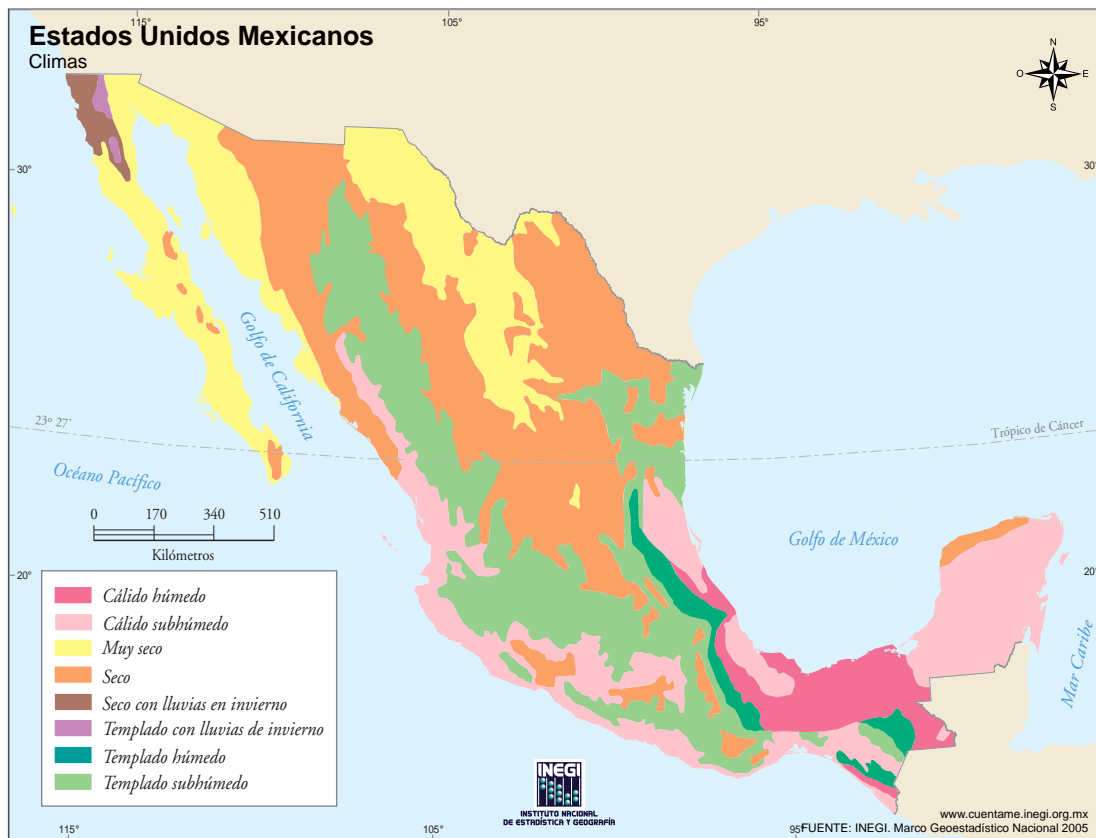 115°
105°
95°
Estados Unidos Mexicanos
Climas
N
O
E
S
30°
30°
Golfo de California
23° 27'
Trópico de Cáncer
Océano Pacífico
0 170 340 510
Kilómetros
Golfo de México
20°
20°
Mar Caribe
Cálido húmedo
Cálido subhúmedo
Muy seco
Seco
Seco con lluvias en invierno
Templado con lluvias de invierno
Templado húmedo
Templado subhúmedo
INEGI
INSTITUTO NACIONAL
DE ESTADÍSTICA Y GEOGRAFÍA
www.cuentame.inegi.org.mx
FUENTE: INEGI. Marco Geoestadístico Nacional 2005
115°
105°
95°